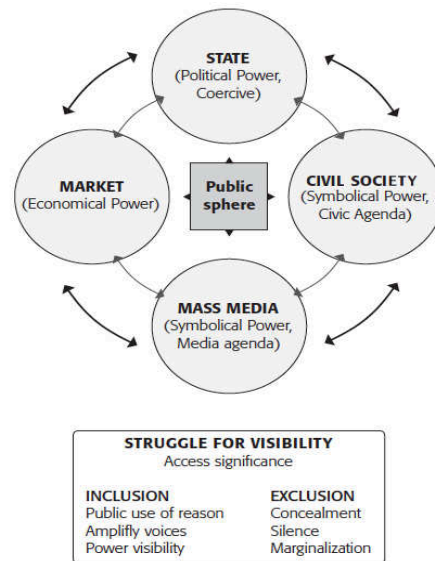 STATE
(Political Power,
Coercive)
MARKET
(Economical Power)
Public
sphere
CIVIL SOCIETY
(Symbolical Power,
Civic Agenda)
MASS MEDIA
(Symbolical Power,
Media agenda)
STRUGGLE FOR VISIBILITY
Access significance
INCLUSION
Public use of reason
Amplifly voices
Power visibility
EXCLUSION
Concealment
Silence
Marginalization